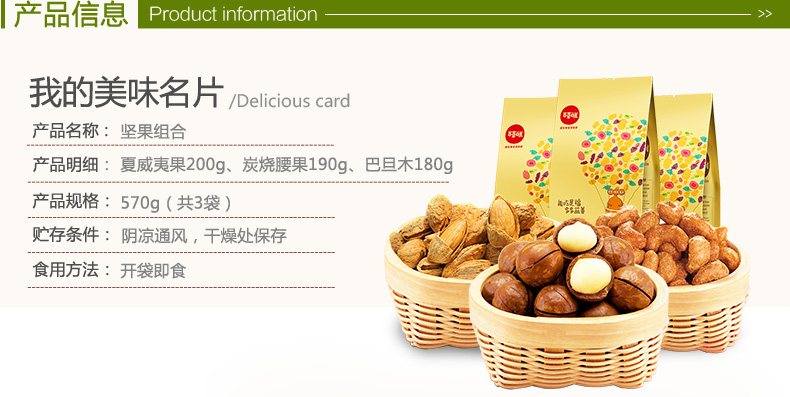 产品信息 Product information >>
我的美味名片 /Delicious card
产品名称： 坚果组合
产品明细： 夏威夷果200g、炭烧腰果190g、巴旦木180g
产品规格： 570g（共3袋）
贮存条件： 阴凉通风，干燥处保存
食用方法： 开袋即食
百草味